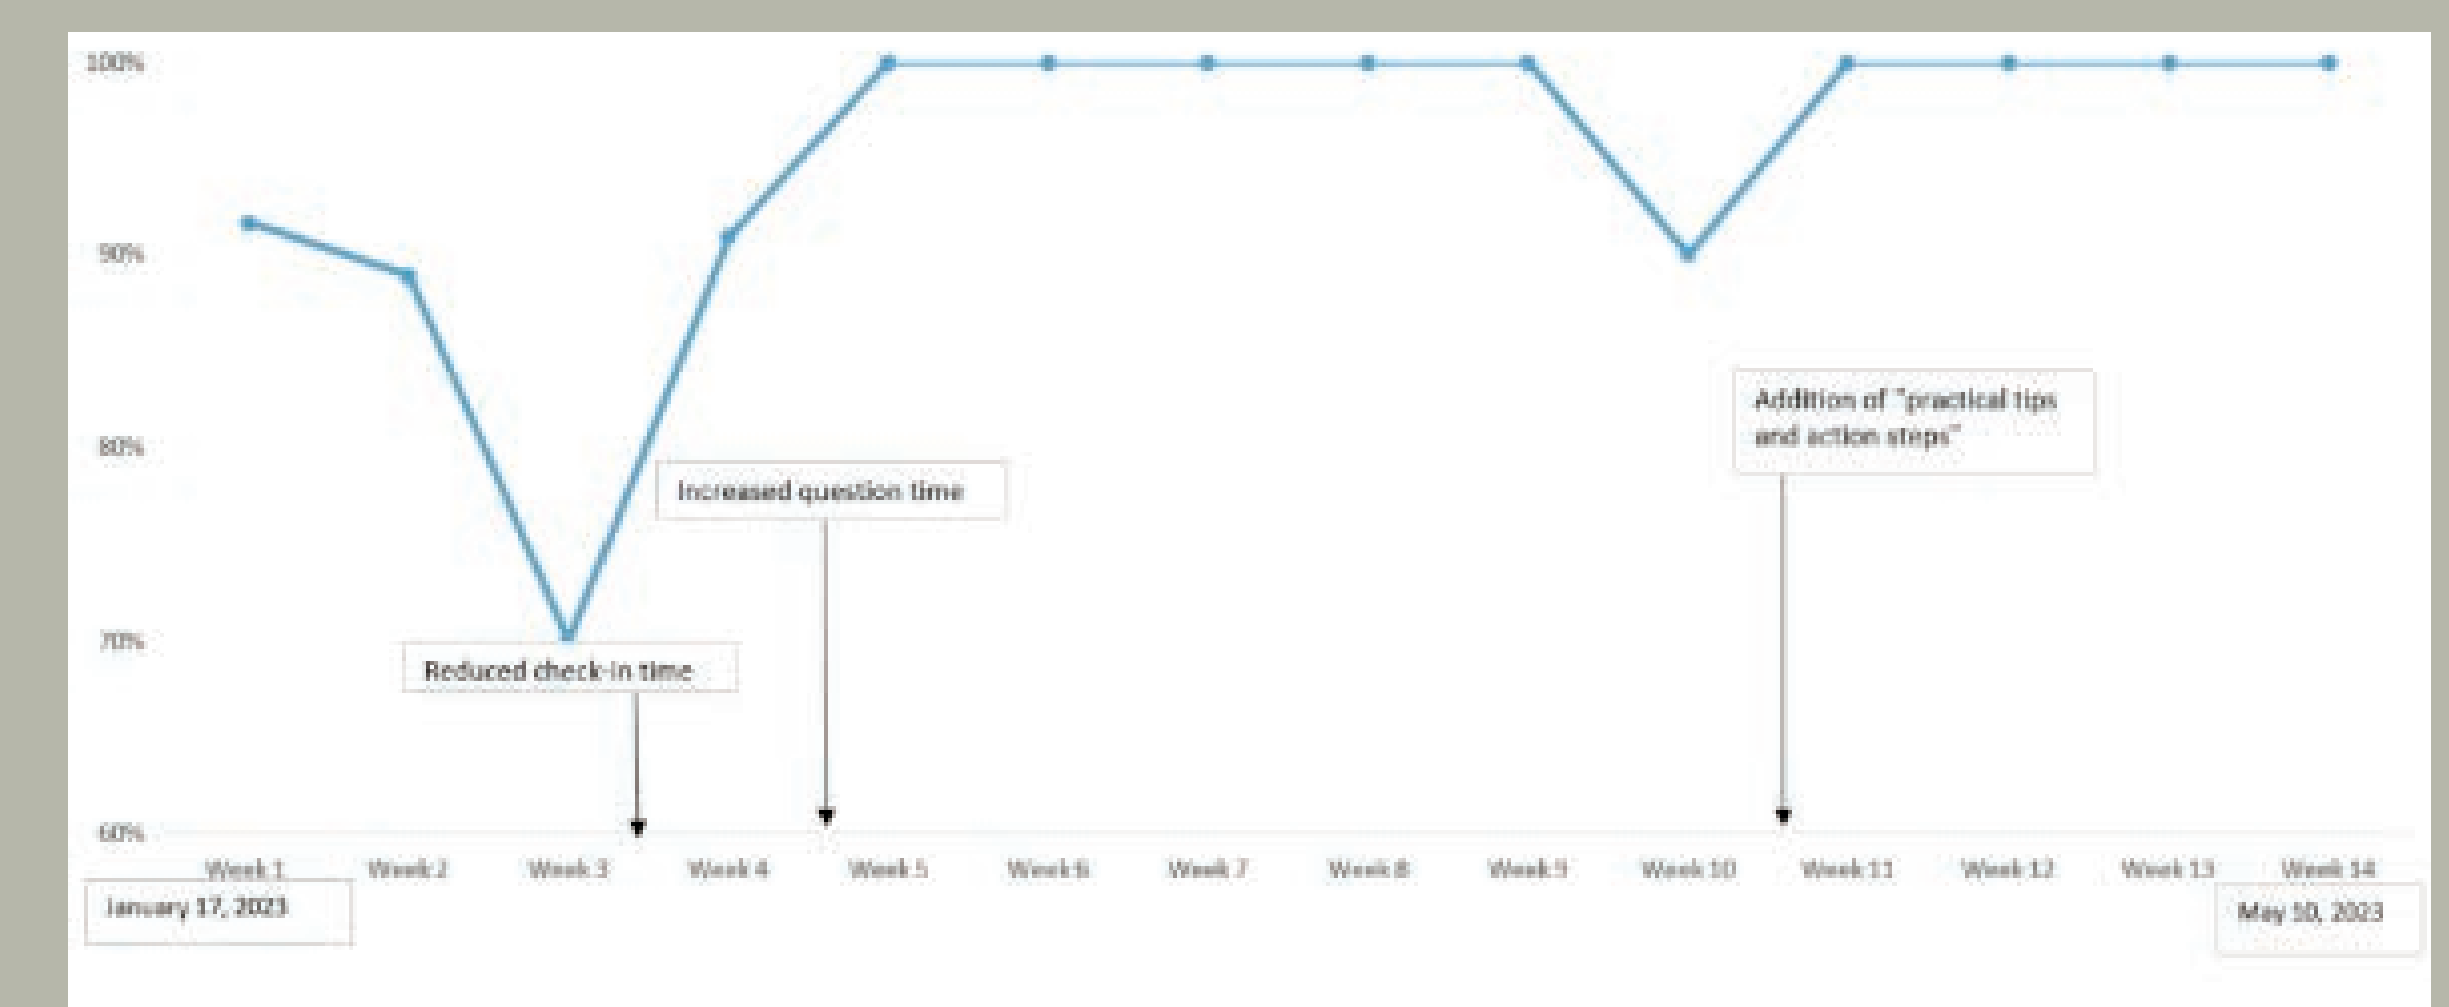 100%
90%
80%
70%
60%
Addition of "practical tips
and action steps"
Increased question time
Reduced check-in time
Week 1
Week 2
Week 3
Week 4
Week 5
Week 6
Week 7
Week 8
Week 9
Week 10
Week 11
Week 12
Week 13
Week 14
January 17, 2023
May 10, 2023